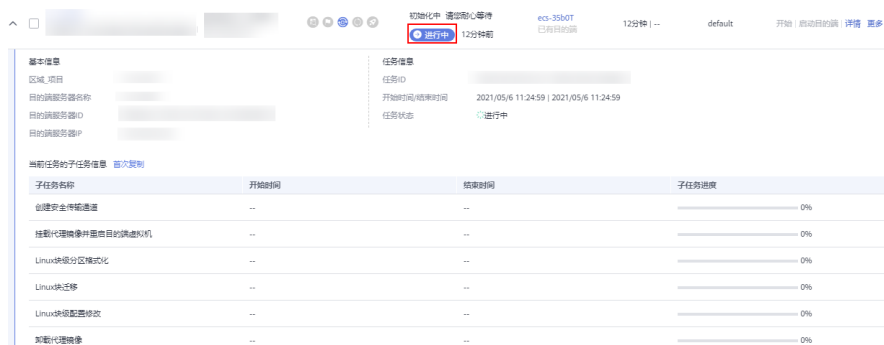 初始化中 请您耐心等待
进行中 12分钟前
ecs-35b0T
已有目的端
12分钟 | --
default
开始 | 启动目的端 | 详情 更多
基本信息
区域_项目
目的端服务器名称
目的端服务器ID
目的端服务器IP
任务信息
任务ID
开始时间/结束时间 2021/05/6 11:24:59 | 2021/05/6 11:24:59
任务状态 进行中
当前任务的子任务信息 首次复制
子任务名称 开始时间 结束时间 子任务进度
创建安全传输通道 -- -- 0%
挂载代理镜像并重启目的端虚拟机 -- -- 0%
Linux块级分区格式化 -- -- 0%
Linux块迁移 -- -- 0%
Linux块级配置修改 -- -- 0%
卸载代理镜像 -- -- 0%